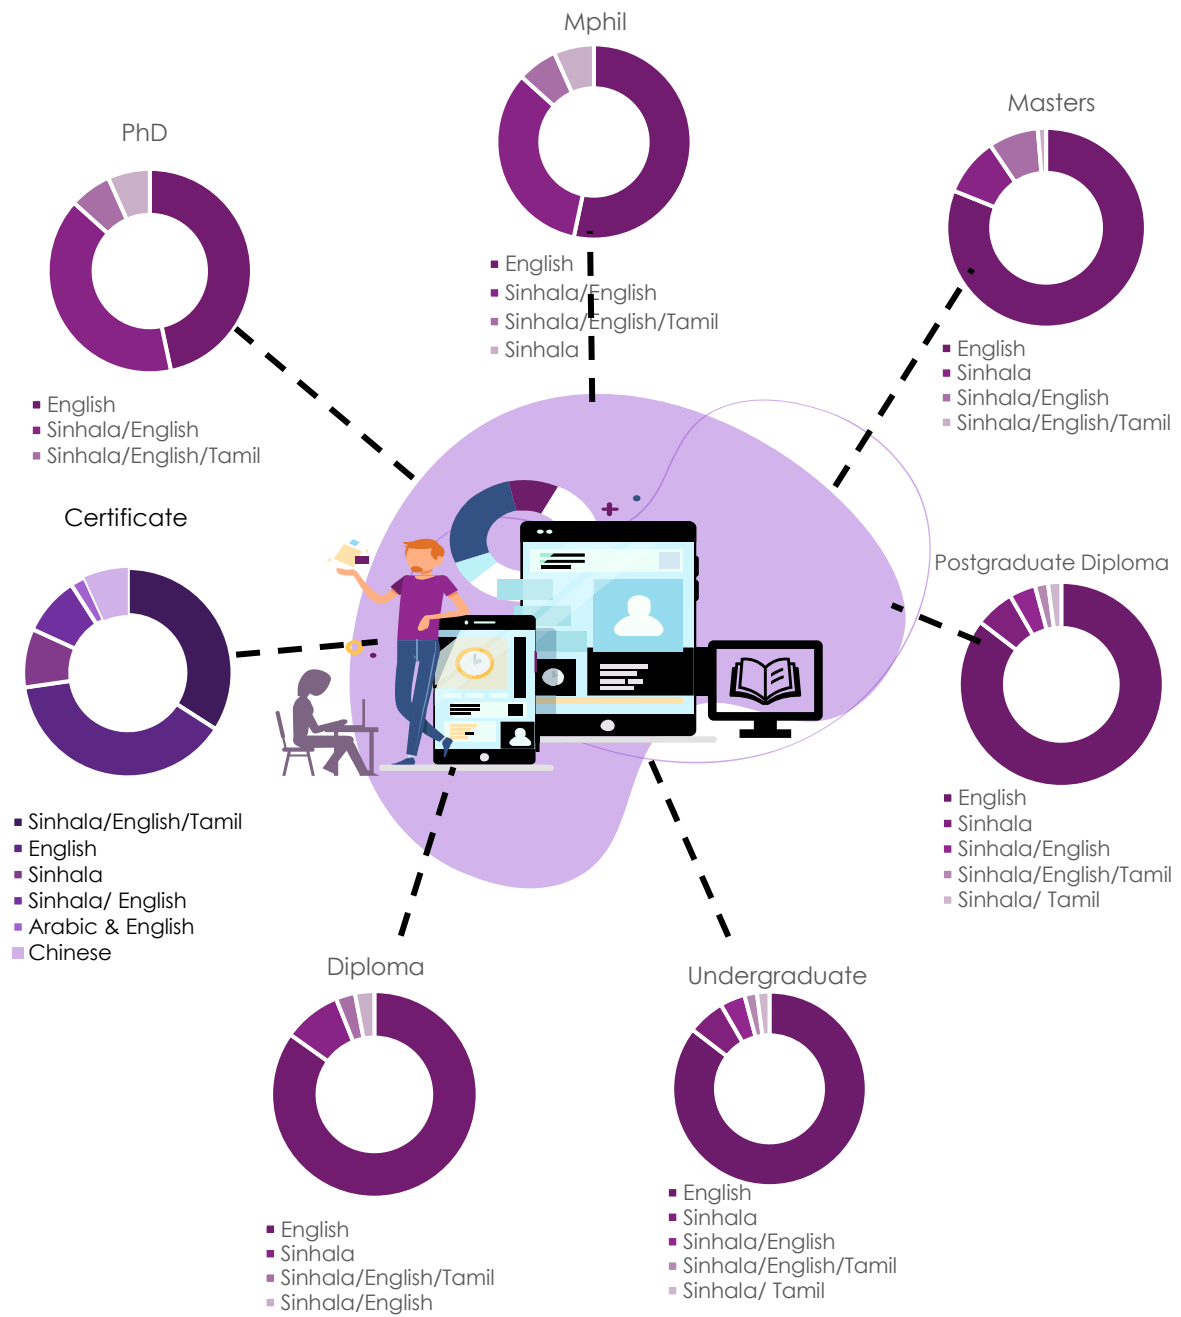 Mphil
English
Sinhala/English
Sinhala/English/Tamil
Sinhala
Masters
English
Sinhala
Sinhala/English
Sinhala/English/Tamil
PhD
English
Sinhala/English
Sinhala/English/Tamil
Certificate
Sinhala/English/Tamil
English
Sinhala
Sinhala/ English
Arabic & English
Chinese
Postgraduate Diploma
English
Sinhala
Sinhala/English
Sinhala/English/Tamil
Sinhala/ Tamil
Diploma
English
Sinhala
Sinhala/English/Tamil
Sinhala/English
Undergraduate
English
Sinhala
Sinhala/English
Sinhala/English/Tamil
Sinhala/ Tamil